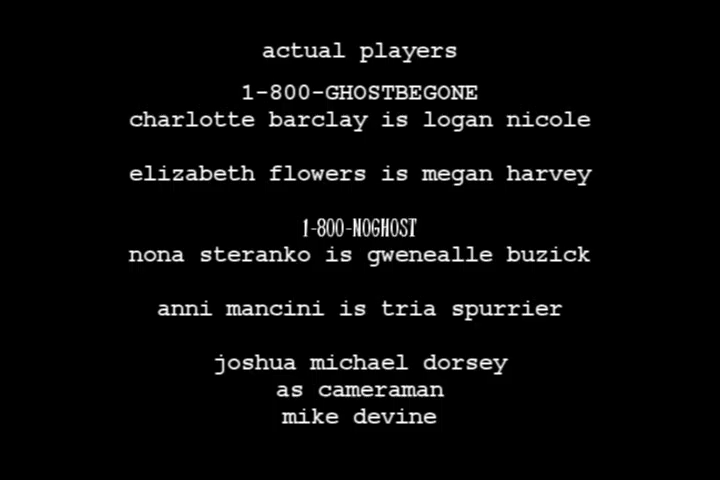 actual players
1-800-GHOSTBEGONE
charlotte barclay is logan nicole
elizabeth flowers is megan harvey
1-800-NOGHOST
nona steranko is gwenealle buzick
anni mancini is tria spurrier
joshua michael dorsey
as cameraman
mike devine